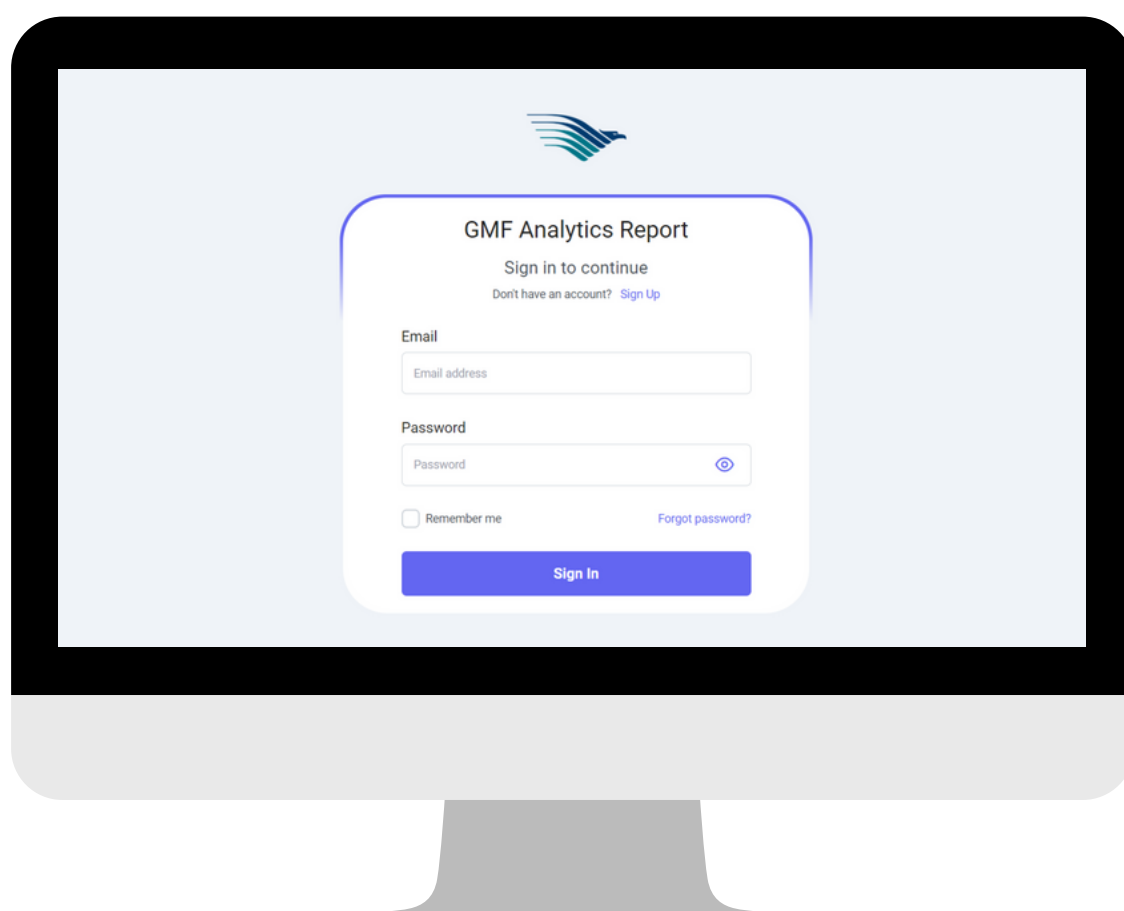 GMF Analytics Report
Sign in to continue
Don't have an account? Sign Up
Email
Email address
Password
Password
Remember me Forgot password?
Sign In